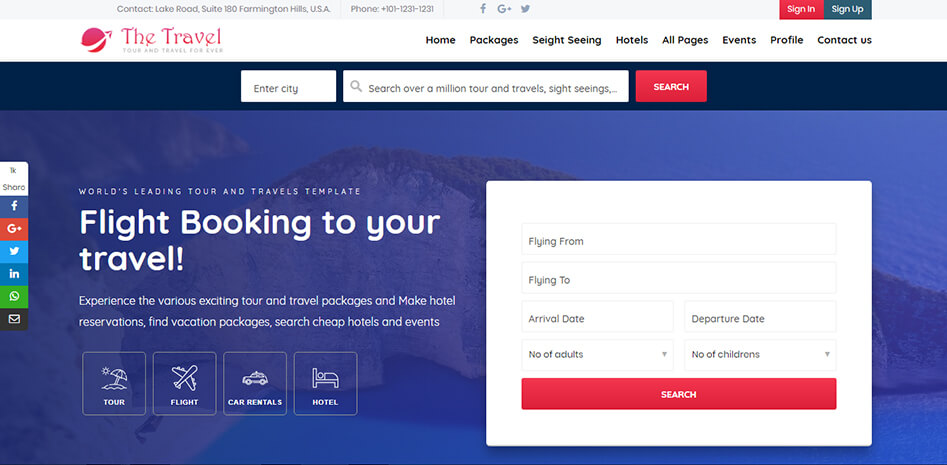 Contact: Lake Road, Suite 180 Farmington Hills, U.S.A. Phone: +101-1231-1231 Sign In Sign Up
The Travel
TOUR AND TRAVEL FOR EVER
Home Packages Seight Seeing Hotels All Pages Events Profile Contact us
Enter city Search over a million tour and travels, sight seeings,... SEARCH
1k
Share
WORLD'S LEADING TOUR AND TRAVELS TEMPLATE
Flight Booking to your
travel!
Experience the various exciting tour and travel packages and Make hotel
reservations, find vacation packages, search cheap hotels and events
TOUR FLIGHT CAR RENTALS HOTEL
Flying From
Flying To
Arrival Date Departure Date
No of adults No of childrens
SEARCH